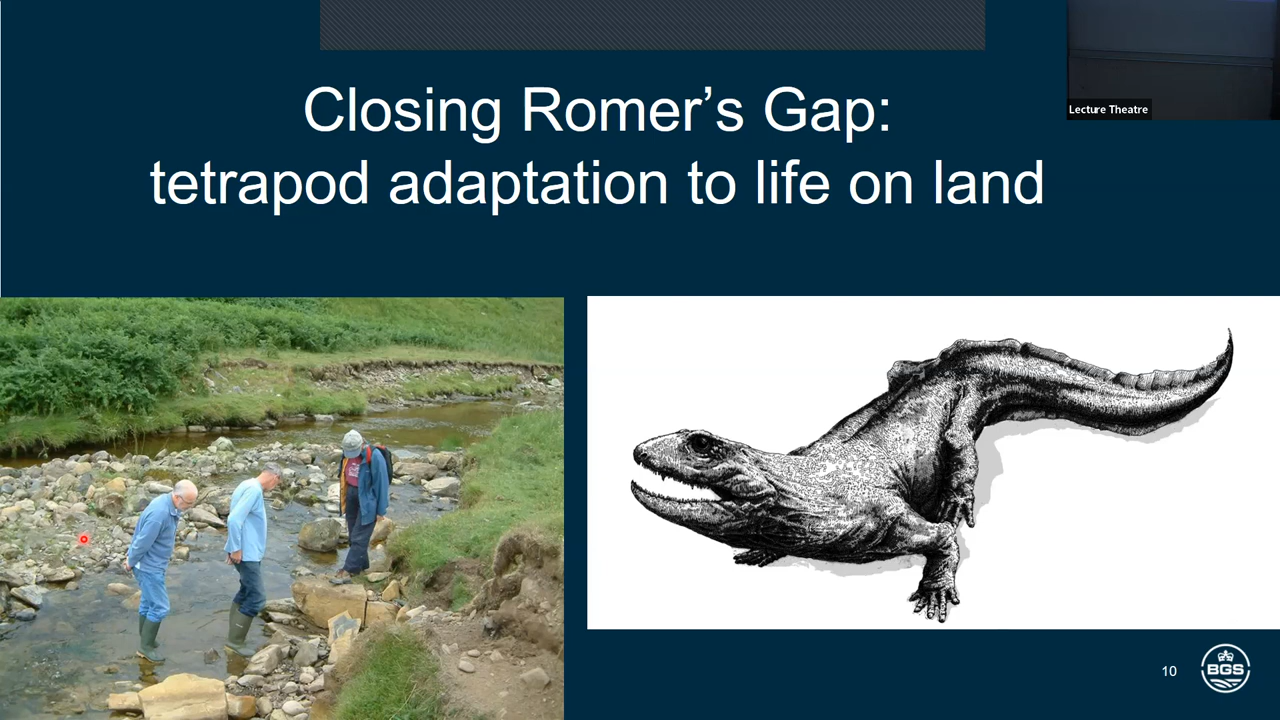 Closing Romer’s Gap:
tetrapod adaptation to life on land
Lecture Theatre
10
BGS